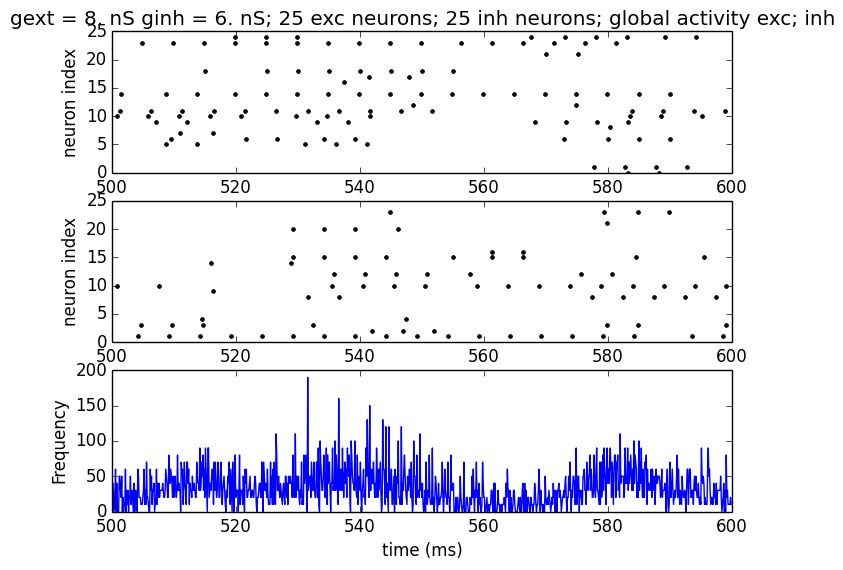 gext = 8. nS ginh = 6. nS; 25 exc neurons; 25 inh neurons; global activity exc; inh
25
20
15
10
5
0
neuron index
500 520 540 560 580 600
25
20
15
10
5
0
neuron index
500 520 540 560 580 600
200
150
100
50
0
Frequency
500 520 540 560 580 600
time (ms)